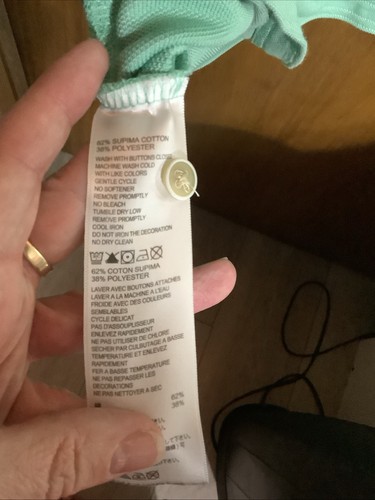 62% SUPIMA COTTON
38% POLYESTER
WASH WITH BUTTONS CLOSED
MACHINE WASH COLD
WITH LIKE COLORS
GENTLE CYCLE
NO SOFTENER
REMOVE PROMPTLY
NO BLEACH
TUMBLE DRY LOW
REMOVE PROMPTLY
COOL IRON
DO NOT IRON THE DECORATION
NO DRY CLEAN
62% COTON SUPIMA
38% POLYESTER
LAVER AVEC BOUTONS ATTACHES
LAVER A LA MACHINE A L'EAU
FROIDE AVEC DES COULEURS
SEMBLABLES
CYCLE DELICAT
PAS D'ASSOUPLISSEUR
ENLEVEZ RAPIDEMENT
NE PAS UTILISER DE CHLORE
SECHER PAR CULBUTAGE A BASSE
TEMPERATURE ET ENLEVEZ
RAPIDEMENT
FER A BASSE TEMPERATURE
NE PAS REPASSER LES
DECORATIONS
NE PAS NETTOYER A SEC
62%
38%